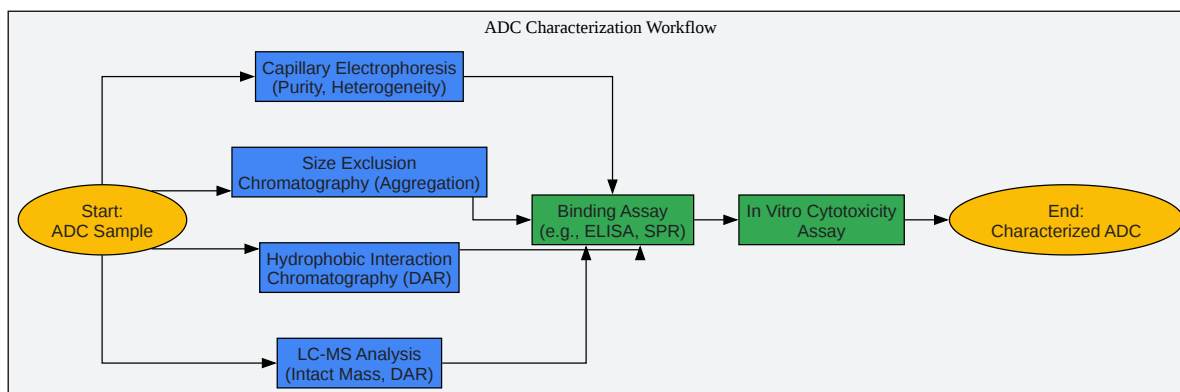 ADC Characterization Workflow
Capillary Electrophoresis
(Purity, Heterogeneity)
Size Exclusion
Chromatography (Aggregation)
Start:
ADC Sample
Hydrophobic Interaction
Chromatography (DAR)
LC-MS Analysis
(Intact Mass, DAR)
Binding Assay
(e.g., ELISA, SPR)
In Vitro Cytotoxicity
Assay
End:
Characterized ADC